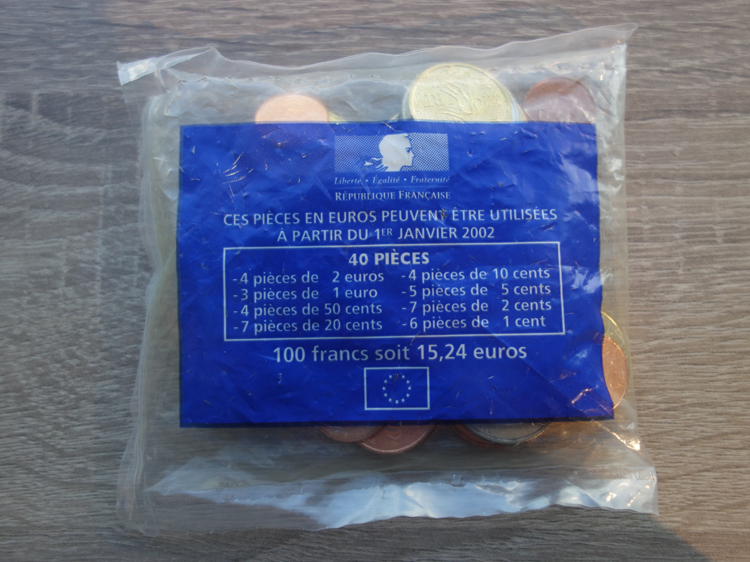 Liberté • Égalité • Fraternité
RÉPUBLIQUE FRANÇAISE
CES PIÈCES EN EUROS PEUVENT ÊTRE UTILISÉES
À PARTIR DU 1ER JANVIER 2002
40 PIÈCES
- 4 pièces de 2 euros - 4 pièces de 10 cents
- 3 pièces de 1 euro - 5 pièces de 5 cents
- 4 pièces de 50 cents - 7 pièces de 2 cents
- 7 pièces de 20 cents - 6 pièces de 1 cent
100 francs soit 15,24 euros